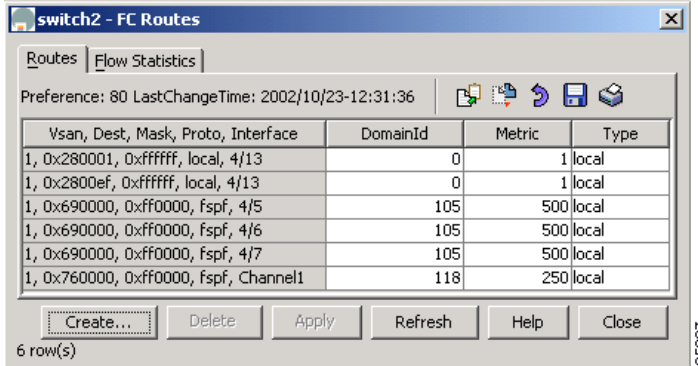 switch2 - FC Routes
Routes Flow Statistics
Preference: 80 LastChangeTime: 2002/10/23-12:31:36
Vsan, Dest, Mask, Proto, Interface DomainId Metric Type
1, 0x280001, 0xffffff, local, 4/13 0 1 local
1, 0x2800ef, 0xffffff, local, 4/13 0 1 local
1, 0x690000, 0xff0000, fspf, 4/5 105 500 local
1, 0x690000, 0xff0000, fspf, 4/6 105 500 local
1, 0x690000, 0xff0000, fspf, 4/7 105 500 local
1, 0x760000, 0xff0000, fspf, Channel1 118 250 local
Create... Delete Apply Refresh Help Close
6 row(s)